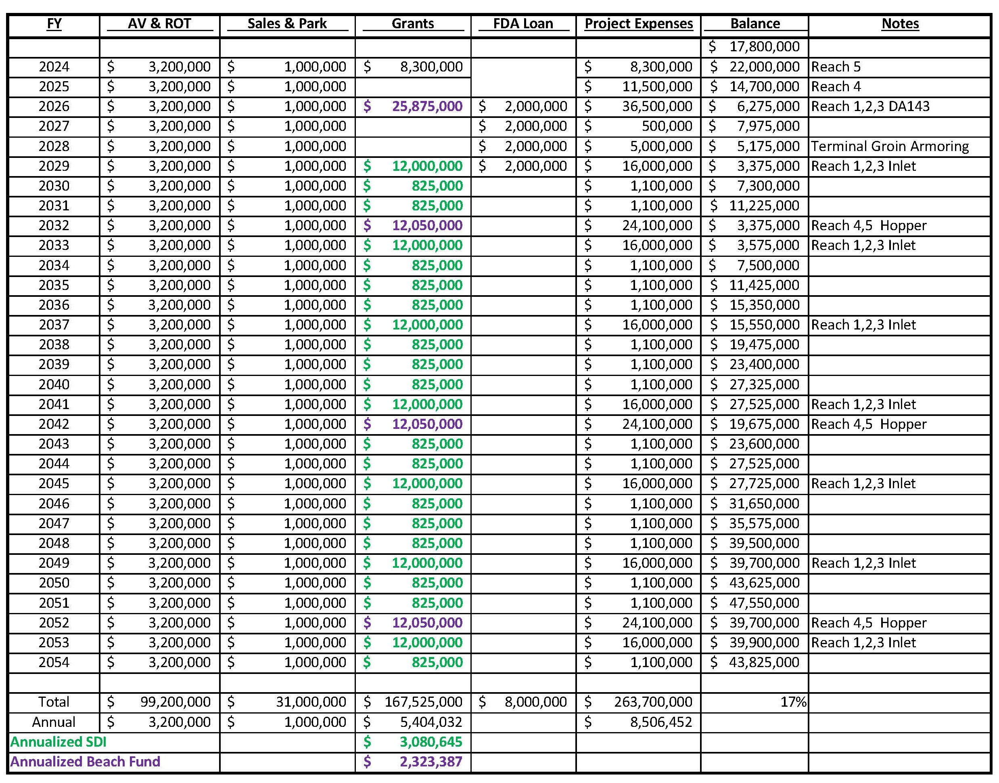 FY AV & ROT Sales & Park Grants FDA Loan Project Expenses Balance Notes
$ 17,800,000
2024 $ 3,200,000 $ 1,000,000 $ 8,300,000 $ 8,300,000 $ 22,000,000 Reach 5
2025 $ 3,200,000 $ 1,000,000 $ 11,500,000 $ 14,700,000 Reach 4
2026 $ 3,200,000 $ 1,000,000 $ 25,875,000 $ 2,000,000 $ 36,500,000 $ 6,275,000 Reach 1,2,3 DA143
2027 $ 3,200,000 $ 1,000,000 $ 2,000,000 $ 500,000 $ 7,975,000
2028 $ 3,200,000 $ 1,000,000 $ 2,000,000 $ 5,000,000 $ 5,175,000 Terminal Groin Armoring
2029 $ 3,200,000 $ 1,000,000 $ 12,000,000 $ 2,000,000 $ 16,000,000 $ 3,375,000 Reach 1,2,3 Inlet
2030 $ 3,200,000 $ 1,000,000 $ 825,000 $ 1,100,000 $ 7,300,000
2031 $ 3,200,000 $ 1,000,000 $ 825,000 $ 1,100,000 $ 11,225,000
2032 $ 3,200,000 $ 1,000,000 $ 12,050,000 $ 24,100,000 $ 3,375,000 Reach 4,5 Hopper
2033 $ 3,200,000 $ 1,000,000 $ 12,000,000 $ 16,000,000 $ 3,575,000 Reach 1,2,3 Inlet
2034 $ 3,200,000 $ 1,000,000 $ 825,000 $ 1,100,000 $ 7,500,000
2035 $ 3,200,000 $ 1,000,000 $ 825,000 $ 1,100,000 $ 11,425,000
2036 $ 3,200,000 $ 1,000,000 $ 825,000 $ 1,100,000 $ 15,350,000
2037 $ 3,200,000 $ 1,000,000 $ 12,000,000 $ 16,000,000 $ 15,550,000 Reach 1,2,3 Inlet
2038 $ 3,200,000 $ 1,000,000 $ 825,000 $ 1,100,000 $ 19,475,000
2039 $ 3,200,000 $ 1,000,000 $ 825,000 $ 1,100,000 $ 23,400,000
2040 $ 3,200,000 $ 1,000,000 $ 825,000 $ 1,100,000 $ 27,325,000
2041 $ 3,200,000 $ 1,000,000 $ 12,000,000 $ 16,000,000 $ 27,525,000 Reach 1,2,3 Inlet
2042 $ 3,200,000 $ 1,000,000 $ 12,050,000 $ 24,100,000 $ 19,675,000 Reach 4,5 Hopper
2043 $ 3,200,000 $ 1,000,000 $ 825,000 $ 1,100,000 $ 23,600,000
2044 $ 3,200,000 $ 1,000,000 $ 825,000 $ 1,100,000 $ 27,525,000
2045 $ 3,200,000 $ 1,000,000 $ 12,000,000 $ 16,000,000 $ 27,725,000 Reach 1,2,3 Inlet
2046 $ 3,200,000 $ 1,000,000 $ 825,000 $ 1,100,000 $ 31,650,000
2047 $ 3,200,000 $ 1,000,000 $ 825,000 $ 1,100,000 $ 35,575,000
2048 $ 3,200,000 $ 1,000,000 $ 825,000 $ 1,100,000 $ 39,500,000
2049 $ 3,200,000 $ 1,000,000 $ 12,000,000 $ 16,000,000 $ 39,700,000 Reach 1,2,3 Inlet
2050 $ 3,200,000 $ 1,000,000 $ 825,000 $ 1,100,000 $ 43,625,000
2051 $ 3,200,000 $ 1,000,000 $ 825,000 $ 1,100,000 $ 47,550,000
2052 $ 3,200,000 $ 1,000,000 $ 12,050,000 $ 24,100,000 $ 39,700,000 Reach 4,5 Hopper
2053 $ 3,200,000 $ 1,000,000 $ 12,000,000 $ 16,000,000 $ 39,900,000 Reach 1,2,3 Inlet
2054 $ 3,200,000 $ 1,000,000 $ 825,000 $ 1,100,000 $ 43,825,000
Total $ 99,200,000 $ 31,000,000 $ 167,525,000 $ 8,000,000 $ 263,700,000 17%
Annual $ 3,200,000 $ 1,000,000 $ 5,404,032 $ 8,506,452
Annualized SDI $ 3,080,645
Annualized Beach Fund $ 2,323,387